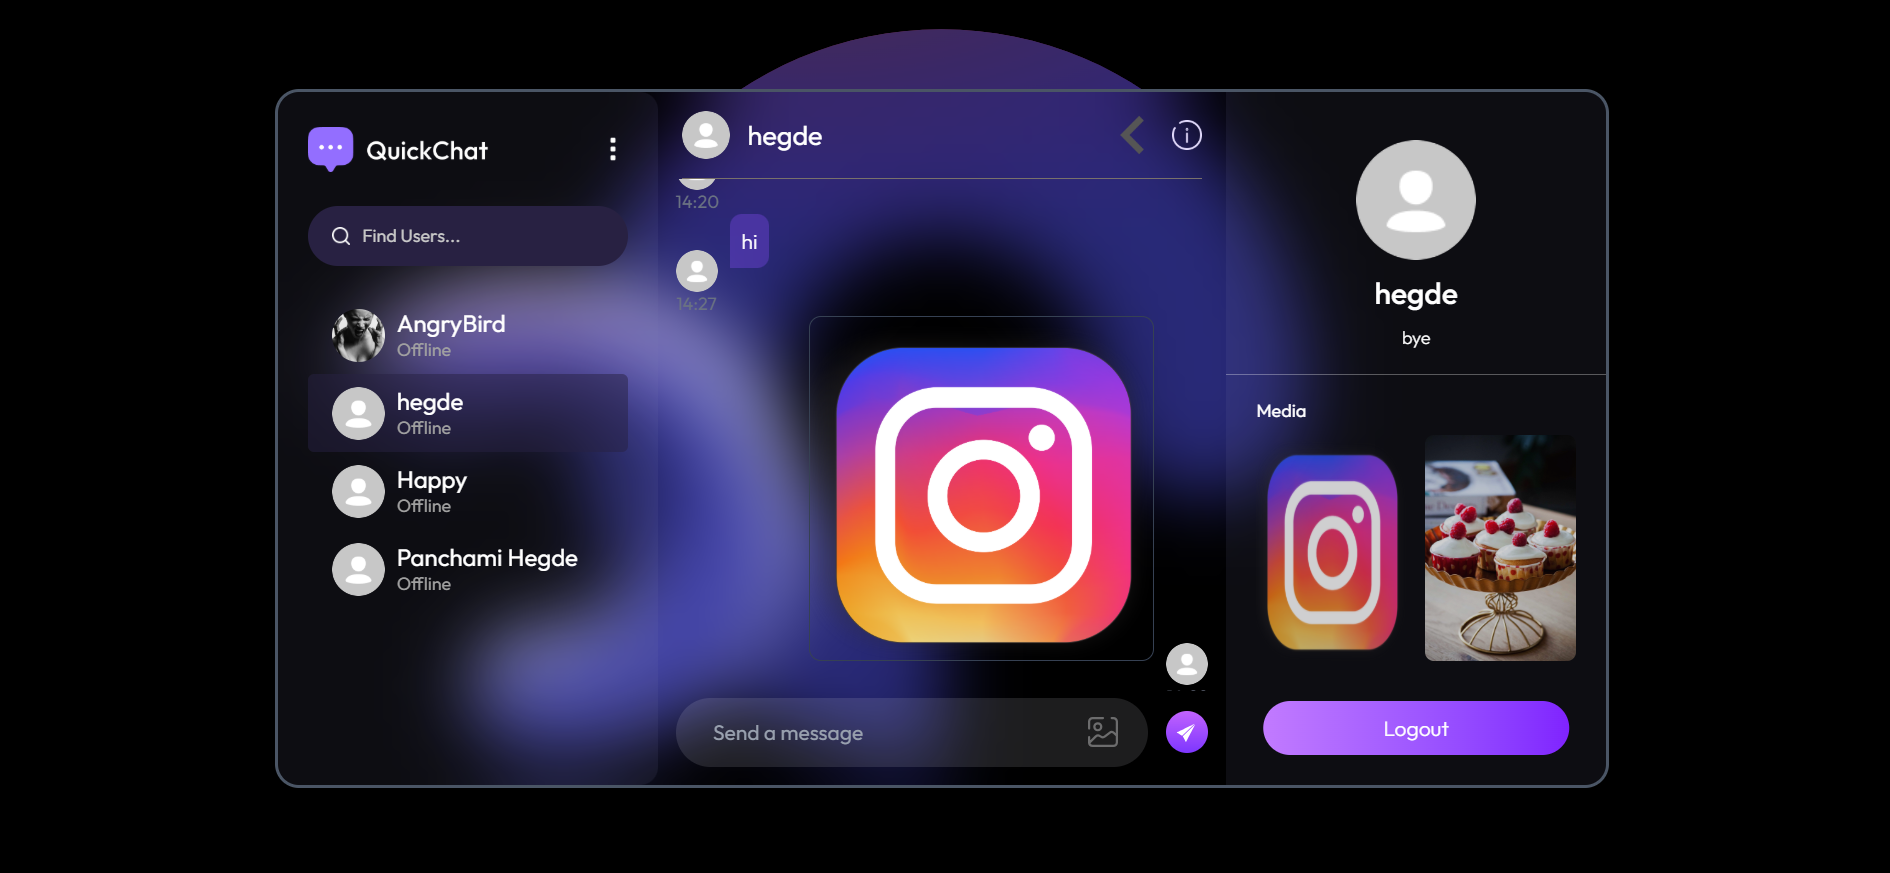 QuickChat
Find Users...
AngryBird
Offline
hegde
Offline
Happy
Offline
Panchami Hegde
Offline
hegde
14:20
hi
14:27
Send a message
hegde
bye
Media
Logout